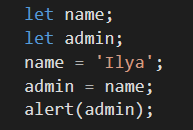 let name;
let admin;
name = 'Ilya';
admin = name;
alert(admin);